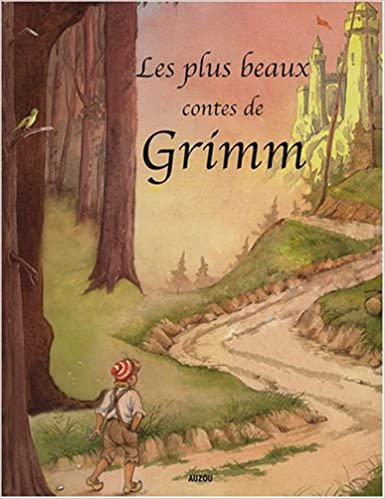 Les plus beaux
contes de
Grimm
AUZOU